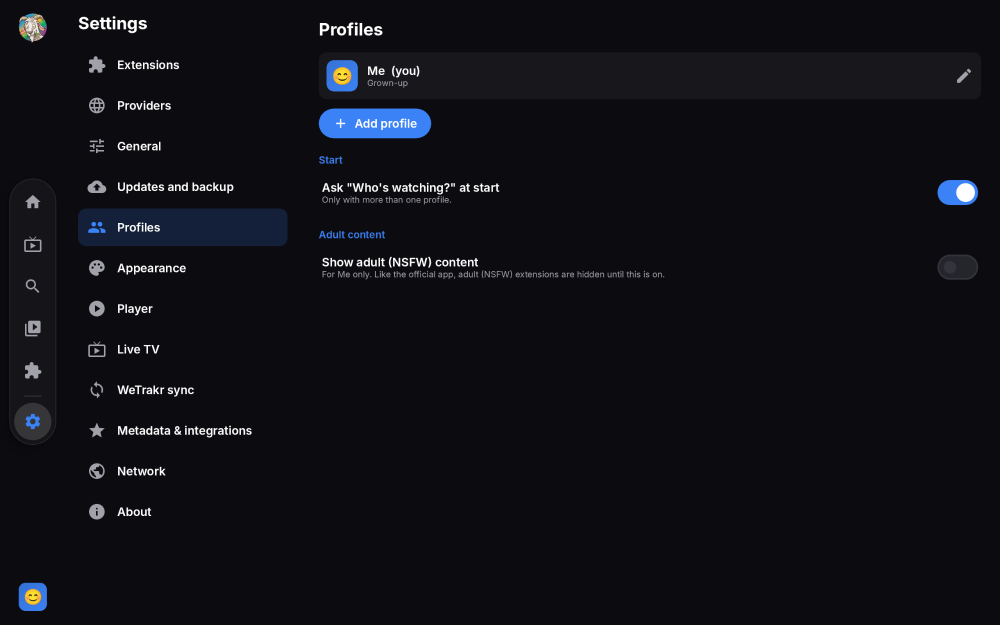 Settings
Extensions
Providers
General
Updates and backup
Profiles
Appearance
Player
Live TV
WeTrakr sync
Metadata & integrations
Network
About
Profiles
Me (you)
Grown-up
Add profile
Start
Ask "Who's watching?" at start
Only with more than one profile.
Adult content
Show adult (NSFW) content
For Me only. Like the official app, adult (NSFW) extensions are hidden until this is on.